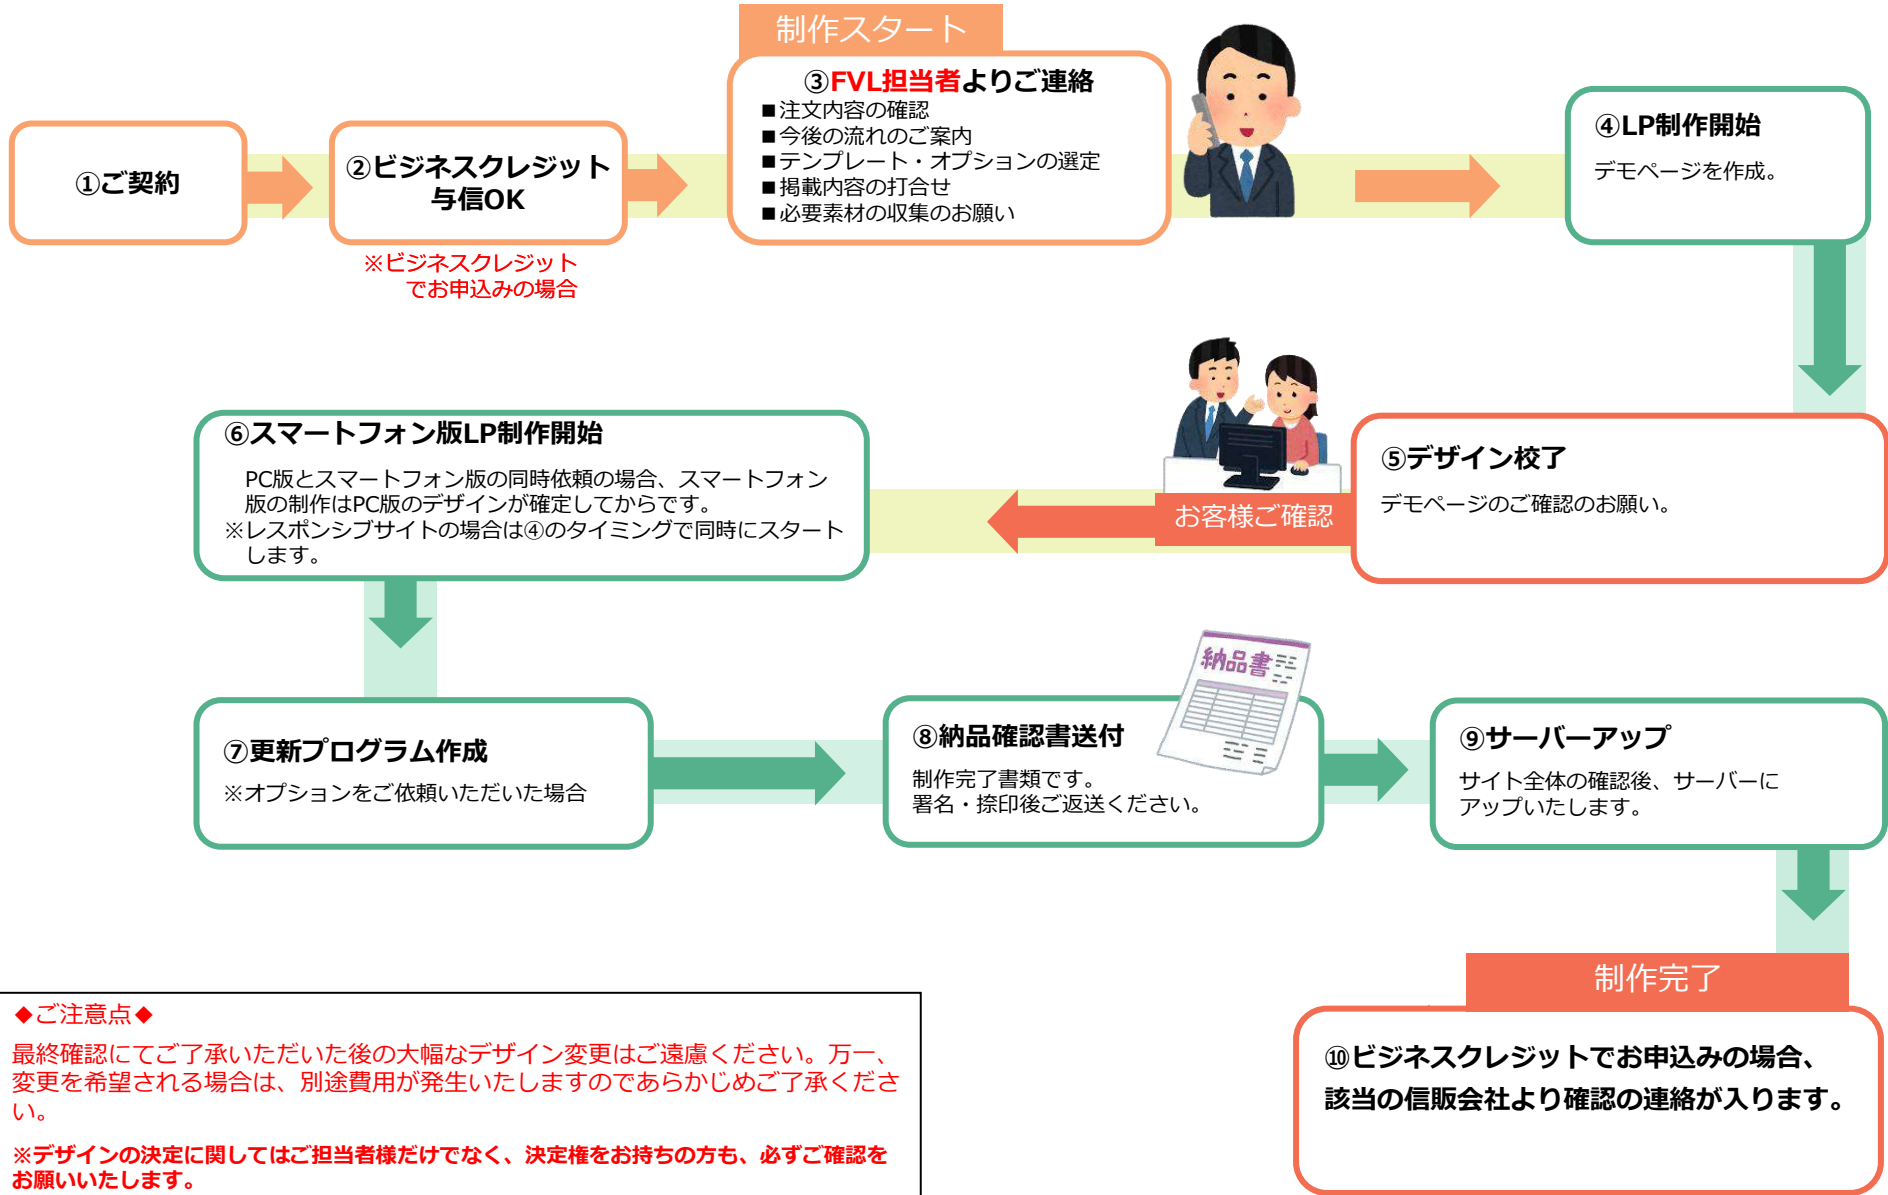 制作スタート
①ご契約
②ビジネスクレジット
与信OK
※ビジネスクレジット
でお申込みの場合
③FVL担当者よりご連絡
■注文内容の確認
■今後の流れのご案内
■テンプレート・オプションの選定
■掲載内容の打合せ
■必要素材の収集のお願い
④LP制作開始
デモページを作成。
⑤デザイン校了
デモページのご確認のお願い。
お客様ご確認
⑥スマートフォン版LP制作開始
PC版とスマートフォン版の同時依頼の場合、スマートフォン
版の制作はPC版のデザインが確定してからです。
※レスポンシブサイトの場合は④のタイミングで同時にスタート
します。
⑦更新プログラム作成
※オプションをご依頼いただいた場合
納品書
⑧納品確認書送付
制作完了書類です。
署名・捺印後ご返送ください。
⑨サーバーアップ
サイト全体の確認後、サーバーに
アップいたします。
制作完了
⑩ビジネスクレジットでお申込みの場合、
該当の信販会社より確認の連絡が入ります。
◆ご注意点◆
最終確認にてご了承いただいた後の大幅なデザイン変更はご遠慮ください。万一、
変更を希望される場合は、別途費用が発生いたしますのであらかじめご了承くださ
い。
※デザインの決定に関してはご担当者様だけでなく、決定権をお持ちの方も、必ずご確認を
お願いいたします。